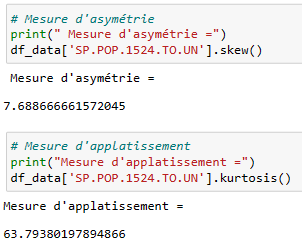 # Mesure d'asymétrie
print(" Mesure d'asymétrie =")
df_data['SP.POP.1524.TO.UN'].skew()
Mesure d'asymétrie =
7.688666661572045
# Mesure d'applatissement
print("Mesure d'applatissement =")
df_data['SP.POP.1524.TO.UN'].kurtosis()
Mesure d'applatissement =
63.79380197894866